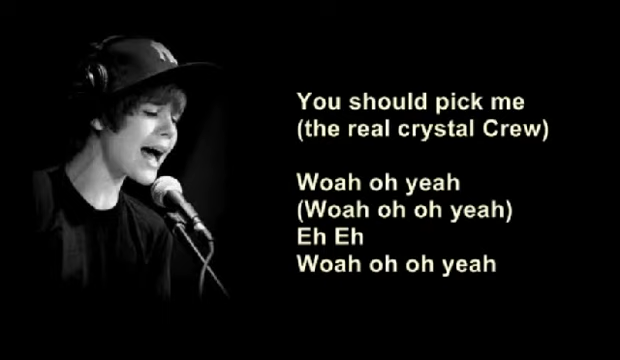 You should pick me
(the real crystal Crew)
Woah oh yeah
(Woah oh oh yeah)
Eh Eh
Woah oh oh yeah